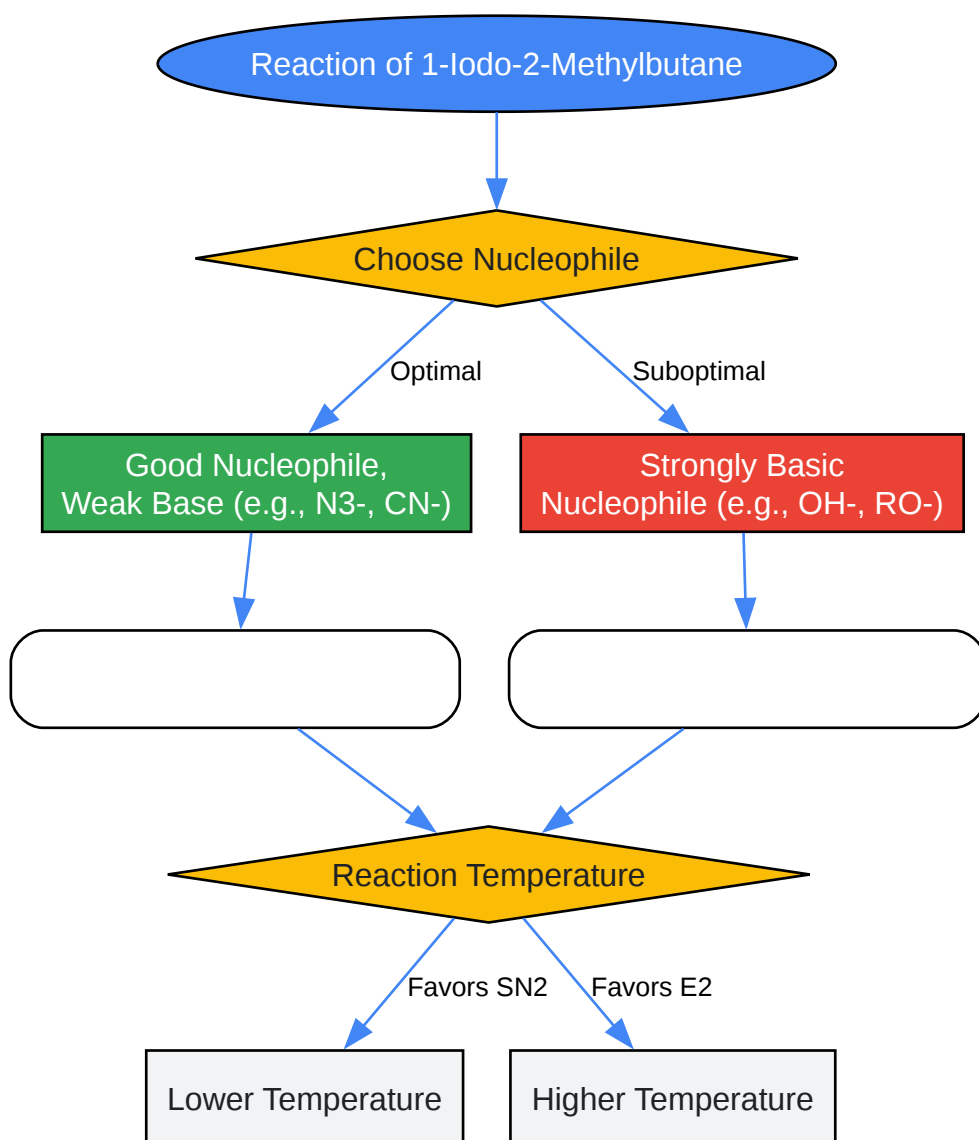 Reaction of 1-Iodo-2-Methylbutane
Choose Nucleophile
Optimal
Suboptimal
Good Nucleophile,
Weak Base (e.g., N3-, CN-)
Strongly Basic
Nucleophile (e.g., OH-, RO-)
Reaction Temperature
Favors SN2
Favors E2
Lower Temperature
Higher Temperature